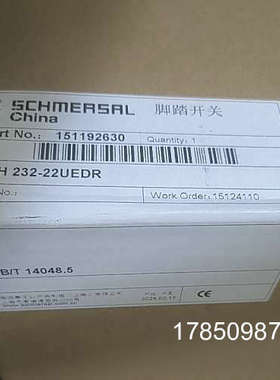 SCHMERSAL 脚踏开关
China
rt No.: 151192630 Quantity: 1
H 232-22UEDR
Work Order: 15124110
B/T 14048.5
CE
17850987